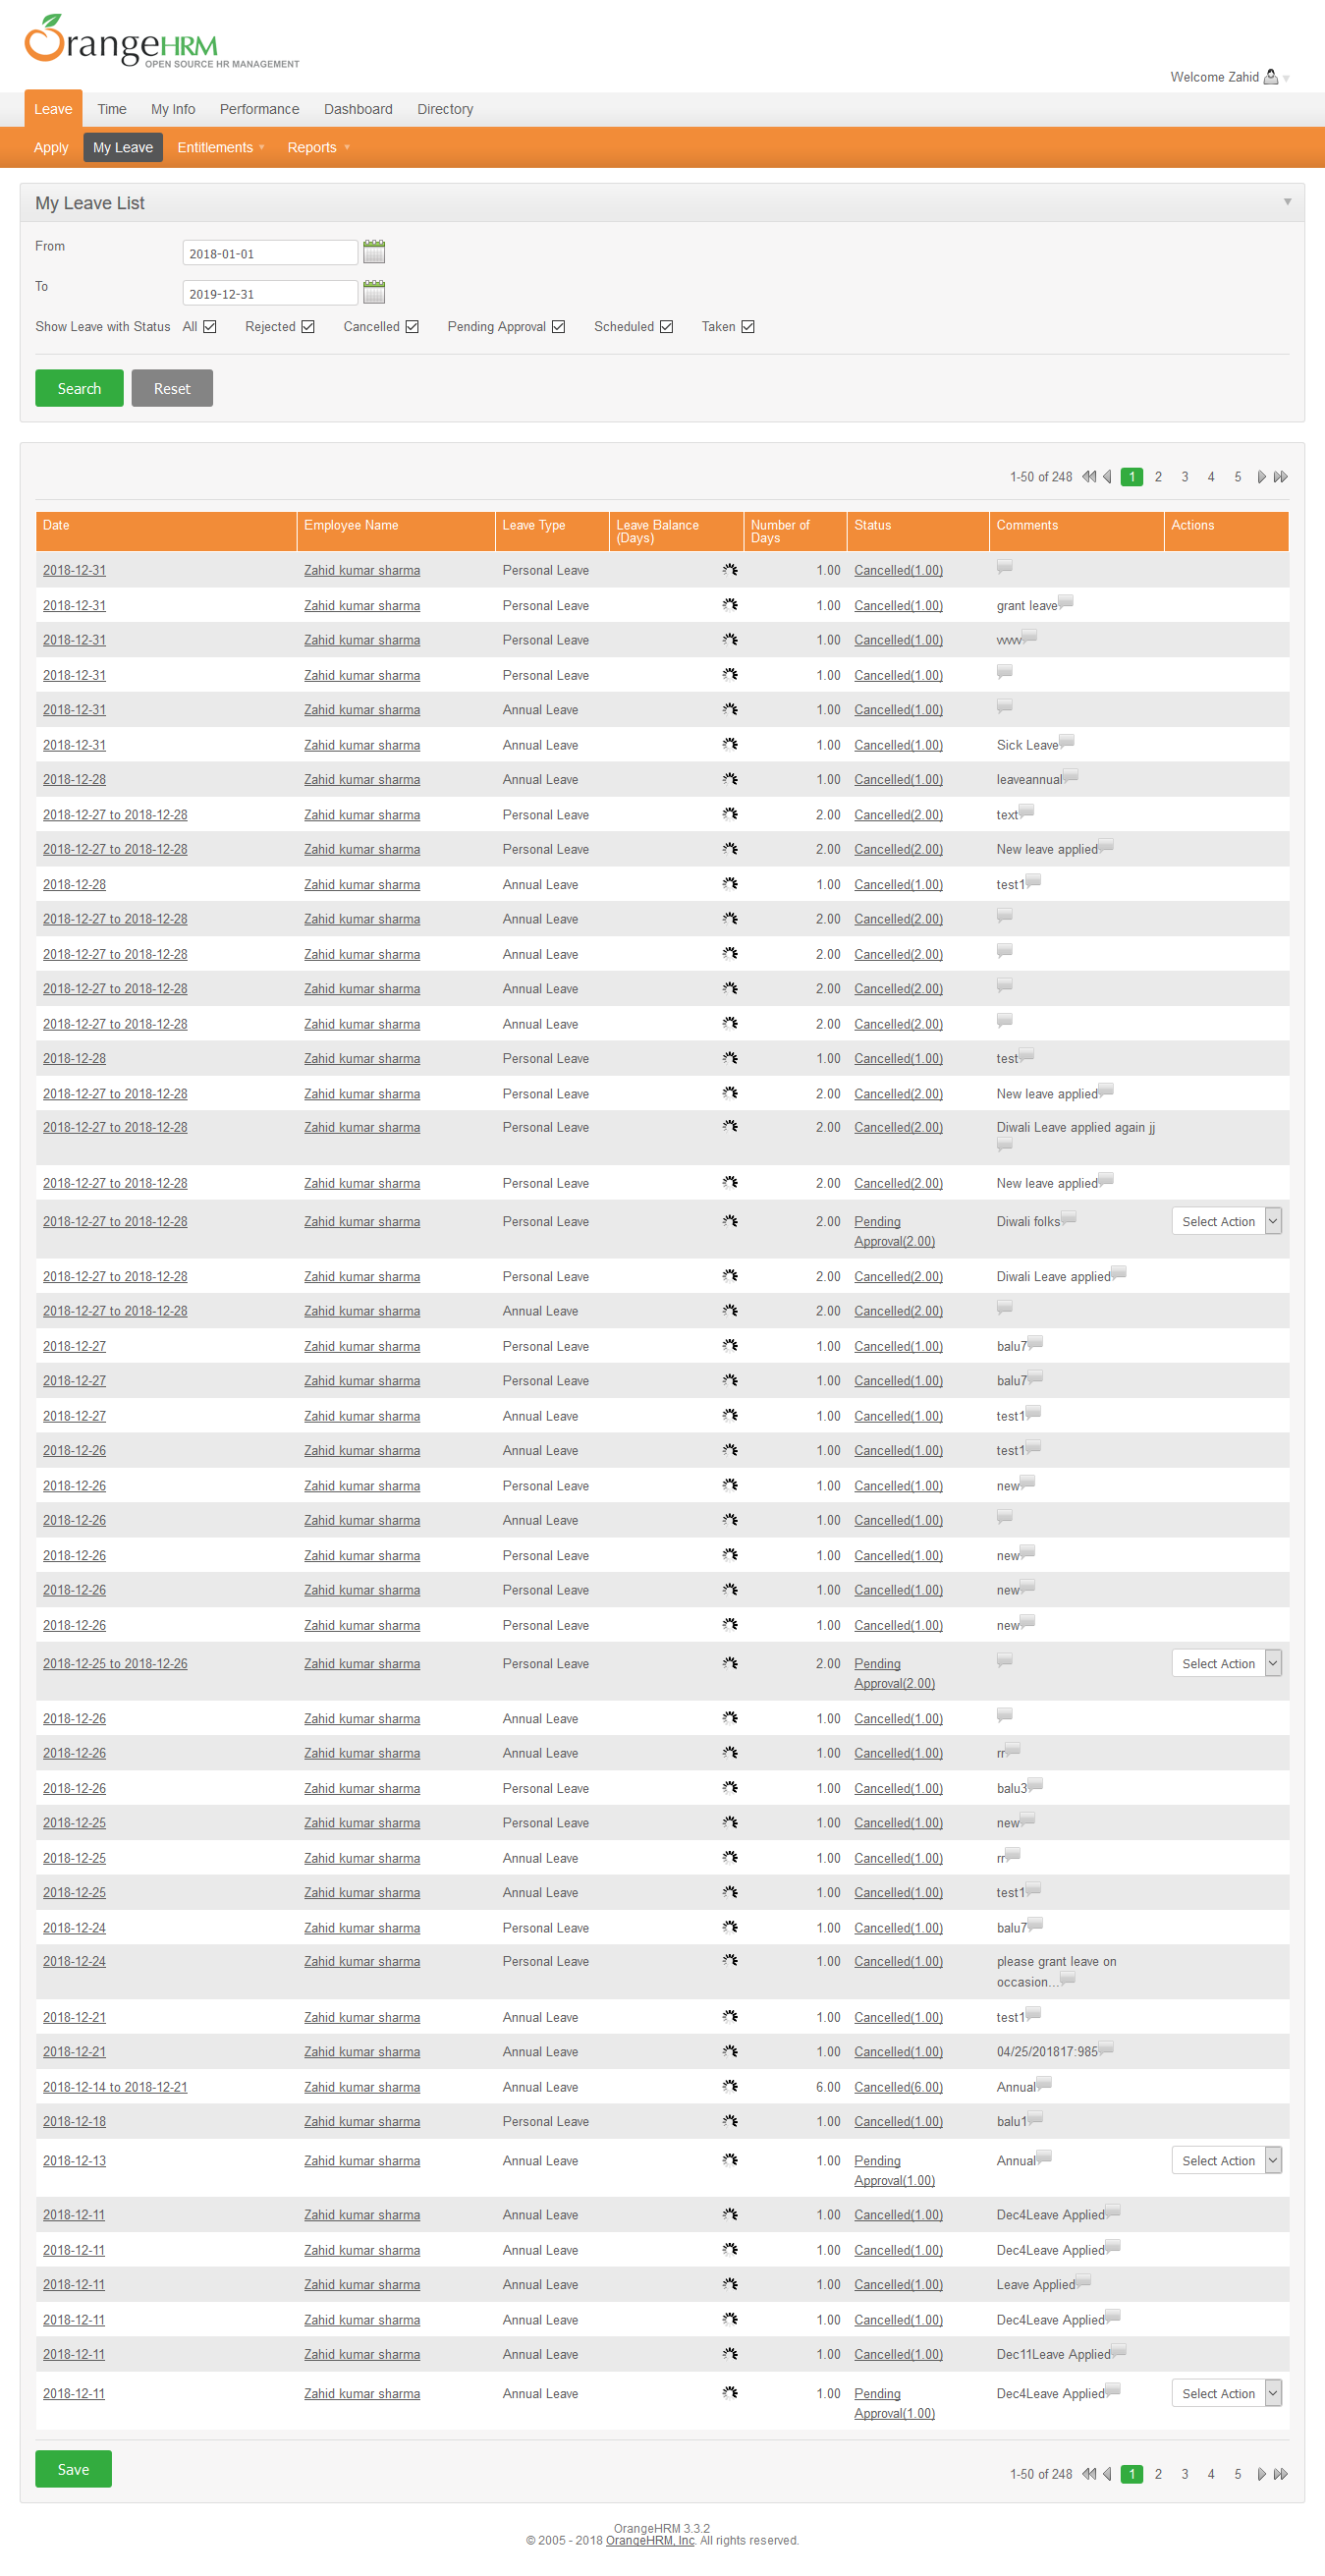 OrangeHRM
OPEN SOURCE HR MANAGEMENT
Welcome Zahid
Leave Time My Info Performance Dashboard Directory
Apply My Leave Entitlements Reports
My Leave List
From 2018-01-01
To 2019-12-31
Show Leave with Status All Rejected Cancelled Pending Approval Scheduled Taken
Search Reset
1-50 of 248 1 2 3 4 5
Date Employee Name Leave Type Leave Balance (Days) Number of Days Status Comments Actions
2018-12-31 Zahid kumar sharma Personal Leave 1.00 Cancelled(1.00)
2018-12-31 Zahid kumar sharma Personal Leave 1.00 Cancelled(1.00) grant leave
2018-12-31 Zahid kumar sharma Personal Leave 1.00 Cancelled(1.00)
2018-12-31 Zahid kumar sharma Personal Leave 1.00 Cancelled(1.00)
2018-12-31 Zahid kumar sharma Annual Leave 1.00 Cancelled(1.00)
2018-12-31 Zahid kumar sharma Annual Leave 1.00 Cancelled(1.00) Sick Leave
2018-12-28 Zahid kumar sharma Annual Leave 1.00 Cancelled(1.00) leaveannual
2018-12-27 to 2018-12-28 Zahid kumar sharma Personal Leave 2.00 Cancelled(2.00) text
2018-12-27 to 2018-12-28 Zahid kumar sharma Personal Leave 2.00 Cancelled(2.00) New leave applied
2018-12-28 Zahid kumar sharma Annual Leave 1.00 Cancelled(1.00) test1
2018-12-27 to 2018-12-28 Zahid kumar sharma Annual Leave 2.00 Cancelled(2.00)
2018-12-27 to 2018-12-28 Zahid kumar sharma Annual Leave 2.00 Cancelled(2.00)
2018-12-27 to 2018-12-28 Zahid kumar sharma Annual Leave 2.00 Cancelled(2.00)
2018-12-27 to 2018-12-28 Zahid kumar sharma Annual Leave 2.00 Cancelled(2.00)
2018-12-28 Zahid kumar sharma Personal Leave 1.00 Cancelled(1.00) test
2018-12-27 to 2018-12-28 Zahid kumar sharma Personal Leave 2.00 Cancelled(2.00) New leave applied
2018-12-27 to 2018-12-28 Zahid kumar sharma Personal Leave 2.00 Cancelled(2.00) Diwali Leave applied again jj
2018-12-27 to 2018-12-28 Zahid kumar sharma Personal Leave 2.00 Cancelled(2.00) New leave applied
2018-12-27 to 2018-12-28 Zahid kumar sharma Personal Leave 2.00 Pending Approval(2.00) Diwali folks Select Action
2018-12-27 to 2018-12-28 Zahid kumar sharma Personal Leave 2.00 Cancelled(2.00) Diwali Leave applied
2018-12-27 to 2018-12-28 Zahid kumar sharma Annual Leave 2.00 Cancelled(2.00)
2018-12-27 Zahid kumar sharma Personal Leave 1.00 Cancelled(1.00) balu7
2018-12-27 Zahid kumar sharma Personal Leave 1.00 Cancelled(1.00) balu7
2018-12-27 Zahid kumar sharma Annual Leave 1.00 Cancelled(1.00) test1
2018-12-26 Zahid kumar sharma Annual Leave 1.00 Cancelled(1.00) test1
2018-12-26 Zahid kumar sharma Personal Leave 1.00 Cancelled(1.00) new
2018-12-26 Zahid kumar sharma Annual Leave 1.00 Cancelled(1.00)
2018-12-26 Zahid kumar sharma Personal Leave 1.00 Cancelled(1.00) new
2018-12-26 Zahid kumar sharma Personal Leave 1.00 Cancelled(1.00) new
2018-12-26 Zahid kumar sharma Personal Leave 1.00 Cancelled(1.00) new
2018-12-25 to 2018-12-26 Zahid kumar sharma Personal Leave 2.00 Pending Approval(2.00) Select Action
2018-12-26 Zahid kumar sharma Annual Leave 1.00 Cancelled(1.00)
2018-12-26 Zahid kumar sharma Annual Leave 1.00 Cancelled(1.00) rr
2018-12-26 Zahid kumar sharma Personal Leave 1.00 Cancelled(1.00) balu3
2018-12-25 Zahid kumar sharma Personal Leave 1.00 Cancelled(1.00) new
2018-12-25 Zahid kumar sharma Annual Leave 1.00 Cancelled(1.00) rr
2018-12-25 Zahid kumar sharma Annual Leave 1.00 Cancelled(1.00) test1
2018-12-24 Zahid kumar sharma Personal Leave 1.00 Cancelled(1.00) balu7
2018-12-24 Zahid kumar sharma Personal Leave 1.00 Cancelled(1.00) please grant leave on occasion...
2018-12-21 Zahid kumar sharma Annual Leave 1.00 Cancelled(1.00) test1
2018-12-21 Zahid kumar sharma Annual Leave 1.00 Cancelled(1.00) 04/25/201817:985
2018-12-14 to 2018-12-21 Zahid kumar sharma Annual Leave 6.00 Cancelled(6.00) Annual
2018-12-18 Zahid kumar sharma Personal Leave 1.00 Cancelled(1.00) balu1
2018-12-13 Zahid kumar sharma Annual Leave 1.00 Pending Approval(1.00) Annual Select Action
2018-12-11 Zahid kumar sharma Annual Leave 1.00 Cancelled(1.00) Dec4Leave Applied
2018-12-11 Zahid kumar sharma Annual Leave 1.00 Cancelled(1.00) Dec4Leave Applied
2018-12-11 Zahid kumar sharma Annual Leave 1.00 Cancelled(1.00) Leave Applied
2018-12-11 Zahid kumar sharma Annual Leave 1.00 Cancelled(1.00) Dec4Leave Applied
2018-12-11 Zahid kumar sharma Annual Leave 1.00 Cancelled(1.00) Dec11Leave Applied
2018-12-11 Zahid kumar sharma Annual Leave 1.00 Pending Approval(1.00) Dec4Leave Applied Select Action
Save
1-50 of 248 1 2 3 4 5
OrangeHRM 3.3.2
© 2005 - 2018 OrangeHRM, Inc. All rights reserved.